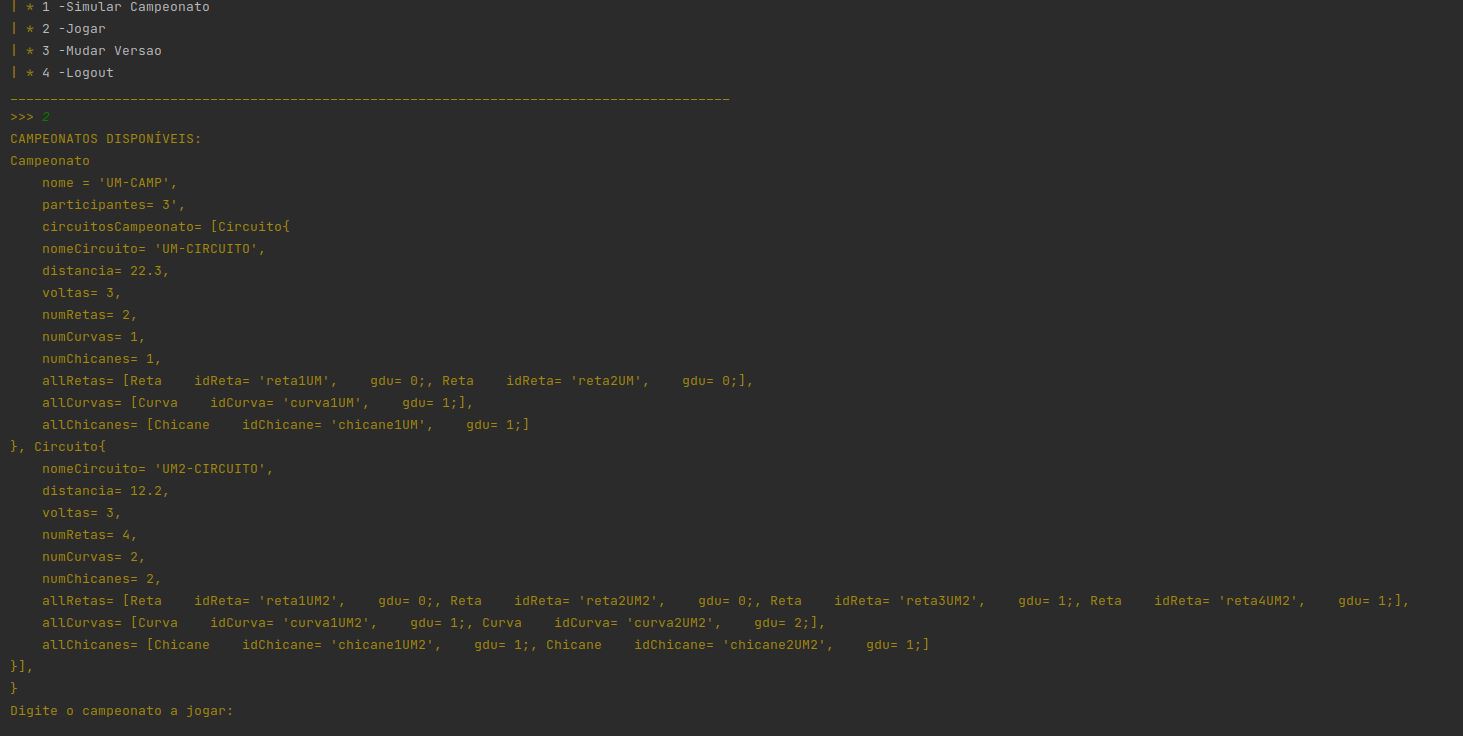 | * 1 -Simular Campeonato
| * 2 -Jogar
| * 3 -Mudar Versao
| * 4 -Logout
__________________________________________________________________________________________
>>> 2
CAMPEONATOS DISPONÍVEIS:
Campeonato
    nome = 'UM-CAMP',
    participantes= 3',
    circuitosCampeonato= [Circuito{
    nomeCircuito= 'UM-CIRCUITO',
    distancia= 22.3,
    voltas= 3,
    numRetas= 2,
    numCurvas= 1,
    numChicanes= 1,
    allRetas= [Reta    idReta= 'reta1UM',    gdu= 0;, Reta    idReta= 'reta2UM',    gdu= 0;],
    allCurvas= [Curva    idCurva= 'curva1UM',    gdu= 1;],
    allChicanes= [Chicane    idChicane= 'chicane1UM',    gdu= 1;]
}, Circuito{
    nomeCircuito= 'UM2-CIRCUITO',
    distancia= 12.2,
    voltas= 3,
    numRetas= 4,
    numCurvas= 2,
    numChicanes= 2,
    allRetas= [Reta    idReta= 'reta1UM2',    gdu= 0;, Reta    idReta= 'reta2UM2',    gdu= 0;, Reta    idReta= 'reta3UM2',    gdu= 1;, Reta    idReta= 'reta4UM2',    gdu= 1;],
    allCurvas= [Curva    idCurva= 'curva1UM2',    gdu= 1;, Curva    idCurva= 'curva2UM2',    gdu= 2;],
    allChicanes= [Chicane    idChicane= 'chicane1UM2',    gdu= 1;, Chicane    idChicane= 'chicane2UM2',    gdu= 1;]
}],
}
Digite o campeonato a jogar: